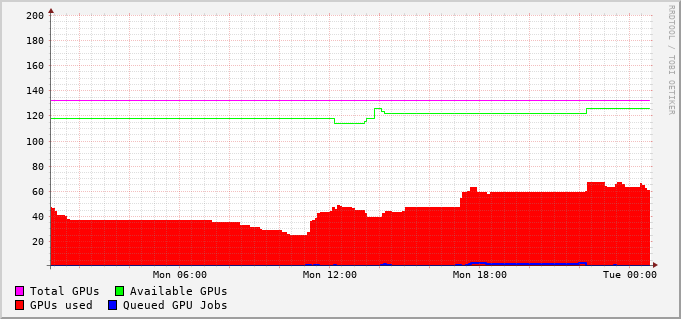 200
180
160
140
120
100
80
60
40
20
Mon 06:00 Mon 12:00 Mon 18:00 Tue 00:00
Total GPUs Available GPUs
GPUs used Queued GPU Jobs
RRDTOOL / TOBI OETIKER